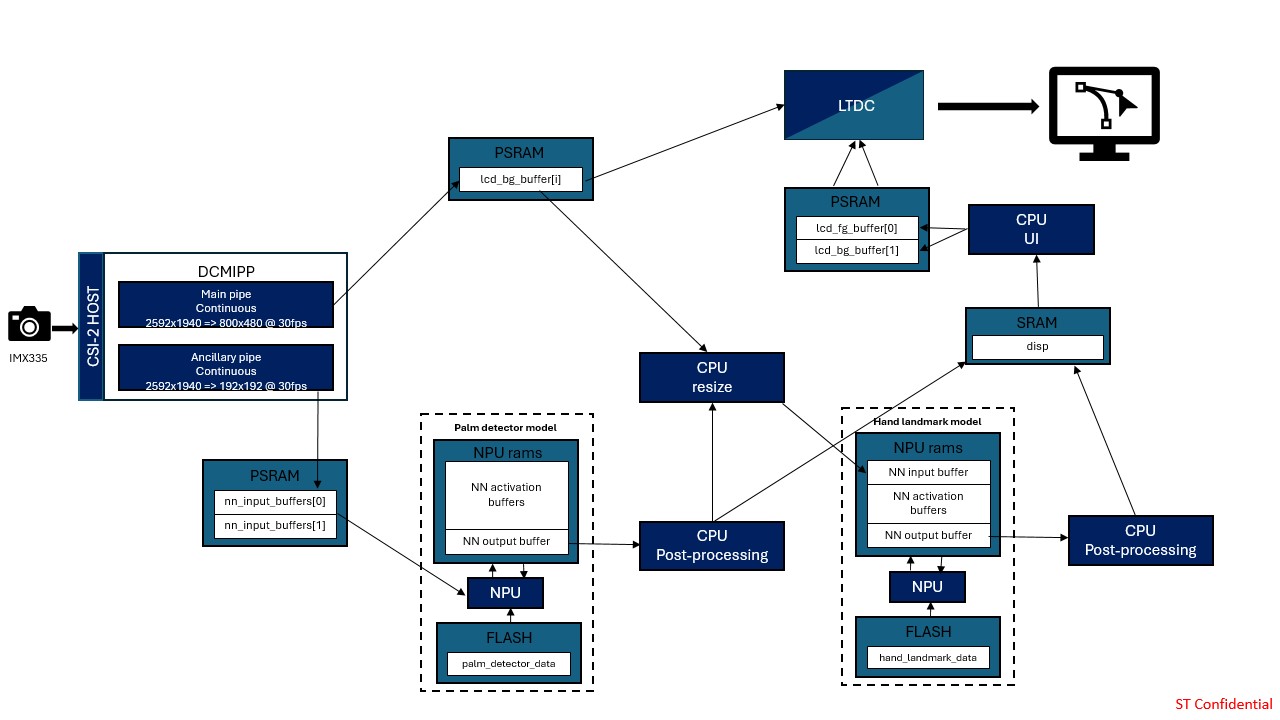 LTDC
PSRAM
lcd_bg_buffer[i]
PSRAM
lcd_fg_buffer[0]
lcd_bg_buffer[1]
CPU
UI
DCMIPP
CSI-2 HOST
Main pipe
Continuous
2592x1940 => 800x480 @ 30fps
Ancillary pipe
Continuous
2592x1940 => 192x192 @ 30fps
IMX335
SRAM
disp
CPU
resize
PSRAM
nn_input_buffers[0]
nn_input_buffers[1]
Palm detector model
NPU rams
NN activation
buffers
NN output buffer
NPU
FLASH
palm_detector_data
CPU
Post-processing
Hand landmark model
NPU rams
NN input buffer
NN activation
buffers
NN output buffer
NPU
FLASH
hand_landmark_data
CPU
Post-processing
ST Confidential